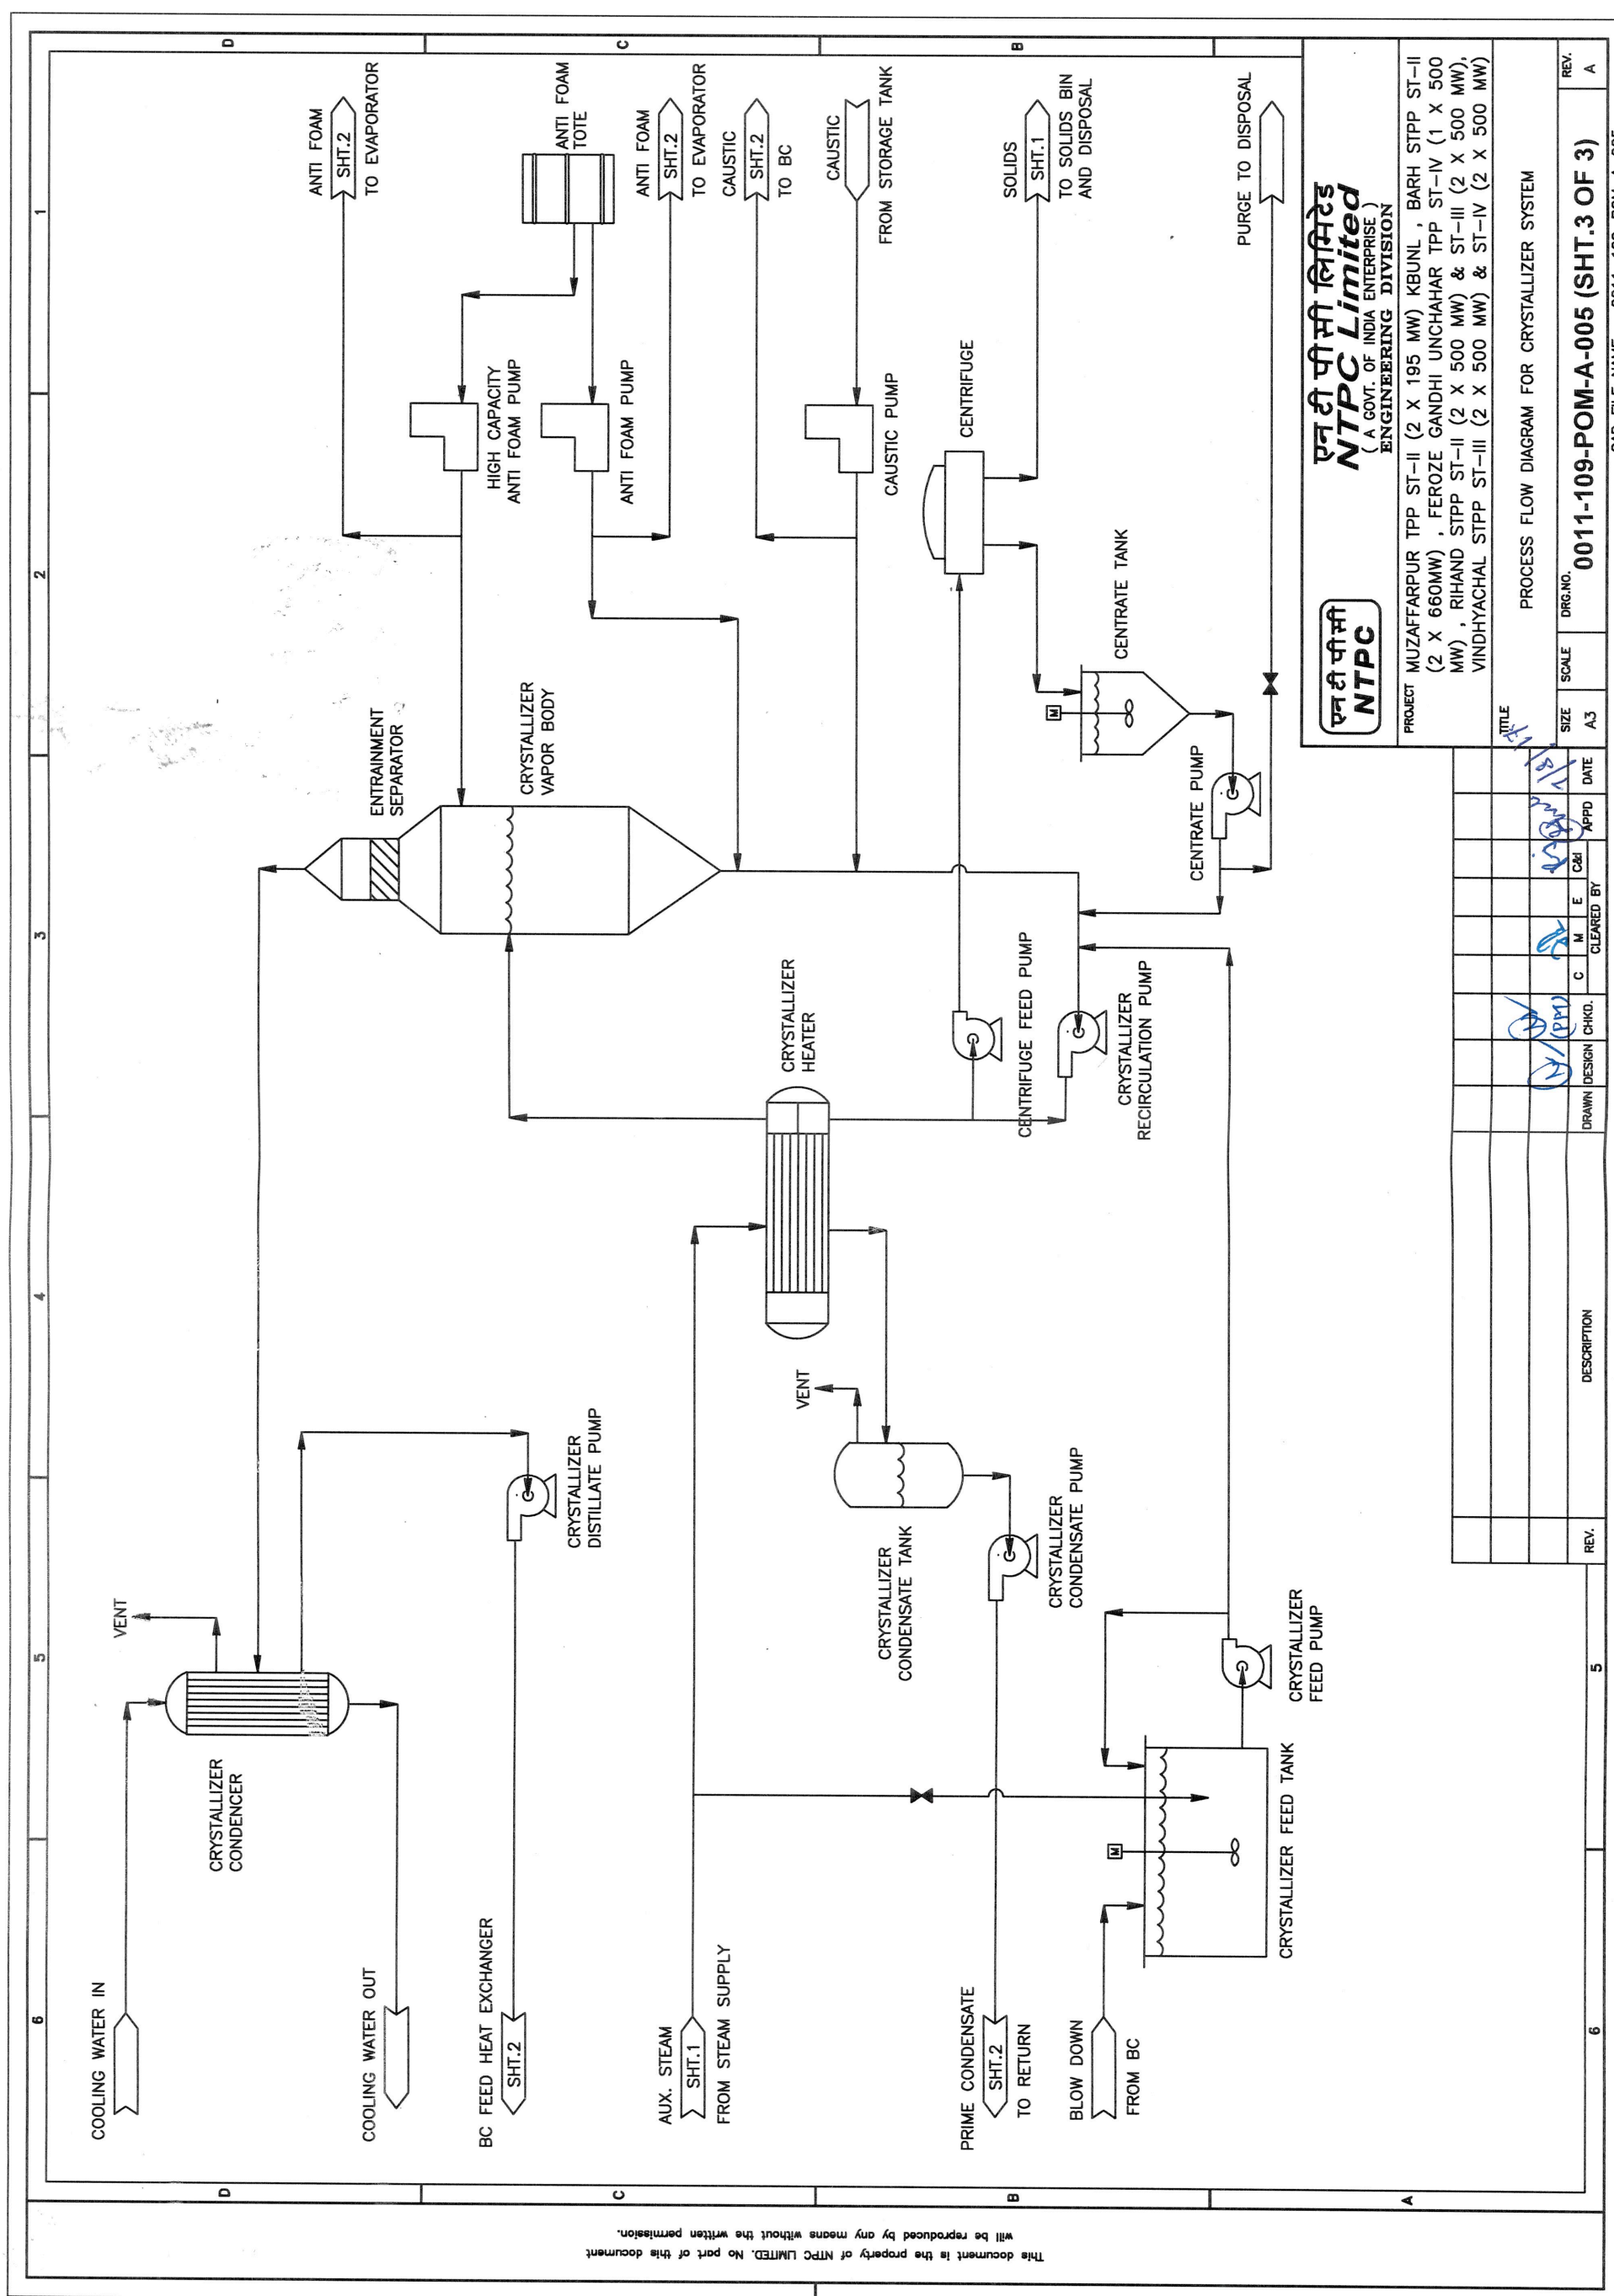 6
5
4
3
2
1
D
C
B
A
D
C
B
COOLING WATER IN
VENT
CRYSTALLIZER
CONDENCER
COOLING WATER OUT
BC FEED HEAT EXCHANGER
SHT.2
CRYSTALLIZER
DISTILLATE PUMP
AUX. STEAM
SHT.1
FROM STEAM SUPPLY
VENT
CRYSTALLIZER
CONDENSATE TANK
CRYSTALLIZER
CONDENSATE PUMP
PRIME CONDENSATE
SHT.2
TO RETURN
BLOW DOWN
FROM BC
M
CRYSTALLIZER FEED TANK
CRYSTALLIZER
FEED PUMP
CRYSTALLIZER
HEATER
ENTRAINMENT
SEPARATOR
CRYSTALLIZER
VAPOR BODY
CENTRIFUGE FEED PUMP
CRYSTALLIZER
RECIRCULATION PUMP
ANTI FOAM
SHT.2
TO EVAPORATOR
ANTI FOAM
TOTE
HIGH CAPACITY
ANTI FOAM PUMP
ANTI FOAM PUMP
ANTI FOAM
SHT.2
TO EVAPORATOR
CAUSTIC
SHT.2
TO BC
CAUSTIC
FROM STORAGE TANK
CAUSTIC PUMP
CENTRIFUGE
SOLIDS
SHT.1
TO SOLIDS BIN
AND DISPOSAL
M
CENTRATE TANK
CENTRATE PUMP
PURGE TO DISPOSAL
एन टी पी सी
NTPC
एन टी पी सी लिमिटेड
NTPC Limited
( A GOVT. OF INDIA ENTERPRISE )
ENGINEERING DIVISION
PROJECT MUZAFFARPUR TPP ST-II (2 X 195 MW) KBUNL , BARH STPP ST-II
(2 X 660MW) , FEROZE GANDHI UNCHAHAR TPP ST-IV (1 X 500
MW) , RIHAND STPP ST-II (2 X 500 MW) & ST-III (2 X 500 MW),
VINDHYACHAL STPP ST-III (2 X 500 MW) & ST-IV (2 X 500 MW)
TITLE
PROCESS FLOW DIAGRAM FOR CRYSTALLIZER SYSTEM
SIZE A3
SCALE
DRG.NO. 0011-109-POM-A-005 (SHT.3 OF 3)
REV. A
REV.
DESCRIPTION
DRAWN DESIGN CHKD. C M E C&I APPD DATE
CLEARED BY
(PM)
6
5
This document is the property of NTPC LIMITED. No part of this document
will be reproduced by any means without the written permission.